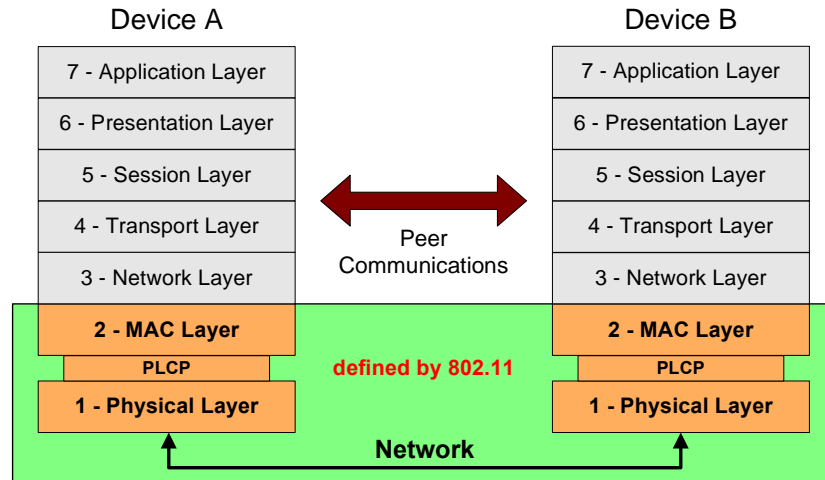 Device A
7 - Application Layer
6 - Presentation Layer
5 - Session Layer
4 - Transport Layer
3 - Network Layer
2 - MAC Layer
PLCP
1 - Physical Layer
Peer
Communications
defined by 802.11
Network
Device B
7 - Application Layer
6 - Presentation Layer
5 - Session Layer
4 - Transport Layer
3 - Network Layer
2 - MAC Layer
PLCP
1 - Physical Layer